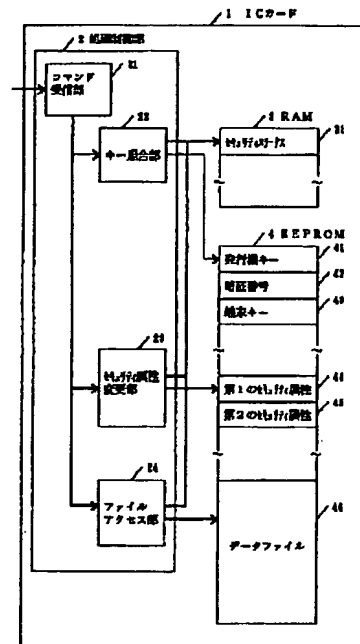 1 ICカード
2 処理制御部
21
コマンド
受信部
22
キー照合部
3 RAM
31
セキュリティステータス
4 EEPROM
41
発行機キー
42
暗証番号
43
端末キー
23
セキュリティ属性
変更部
44
第1のセキュリティ属性
45
第2のセキュリティ属性
24
ファイル
アクセス部
46
データファイル